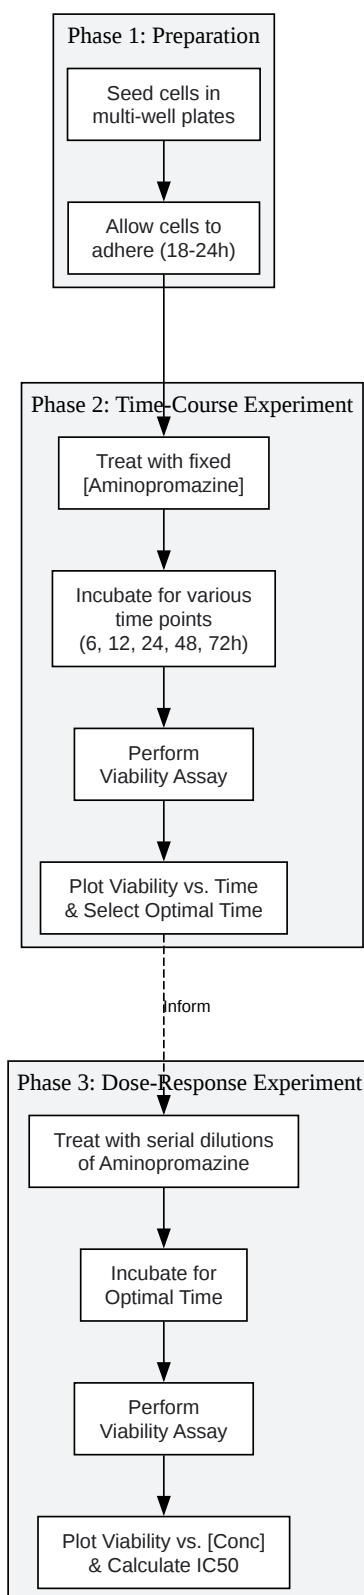 Phase 1: Preparation
Seed cells in
multi-well plates
Allow cells to
adhere (18-24h)
Phase 2: Time-Course Experiment
Treat with fixed
[Aminopromazine]
Incubate for various
time points
(6, 12, 24, 48, 72h)
Perform
Viability Assay
Plot Viability vs. Time
& Select Optimal Time
Inform
Phase 3: Dose-Response Experiment
Treat with serial dilutions
of Aminopromazine
Incubate for
Optimal Time
Perform
Viability Assay
Plot Viability vs. [Conc]
& Calculate IC50